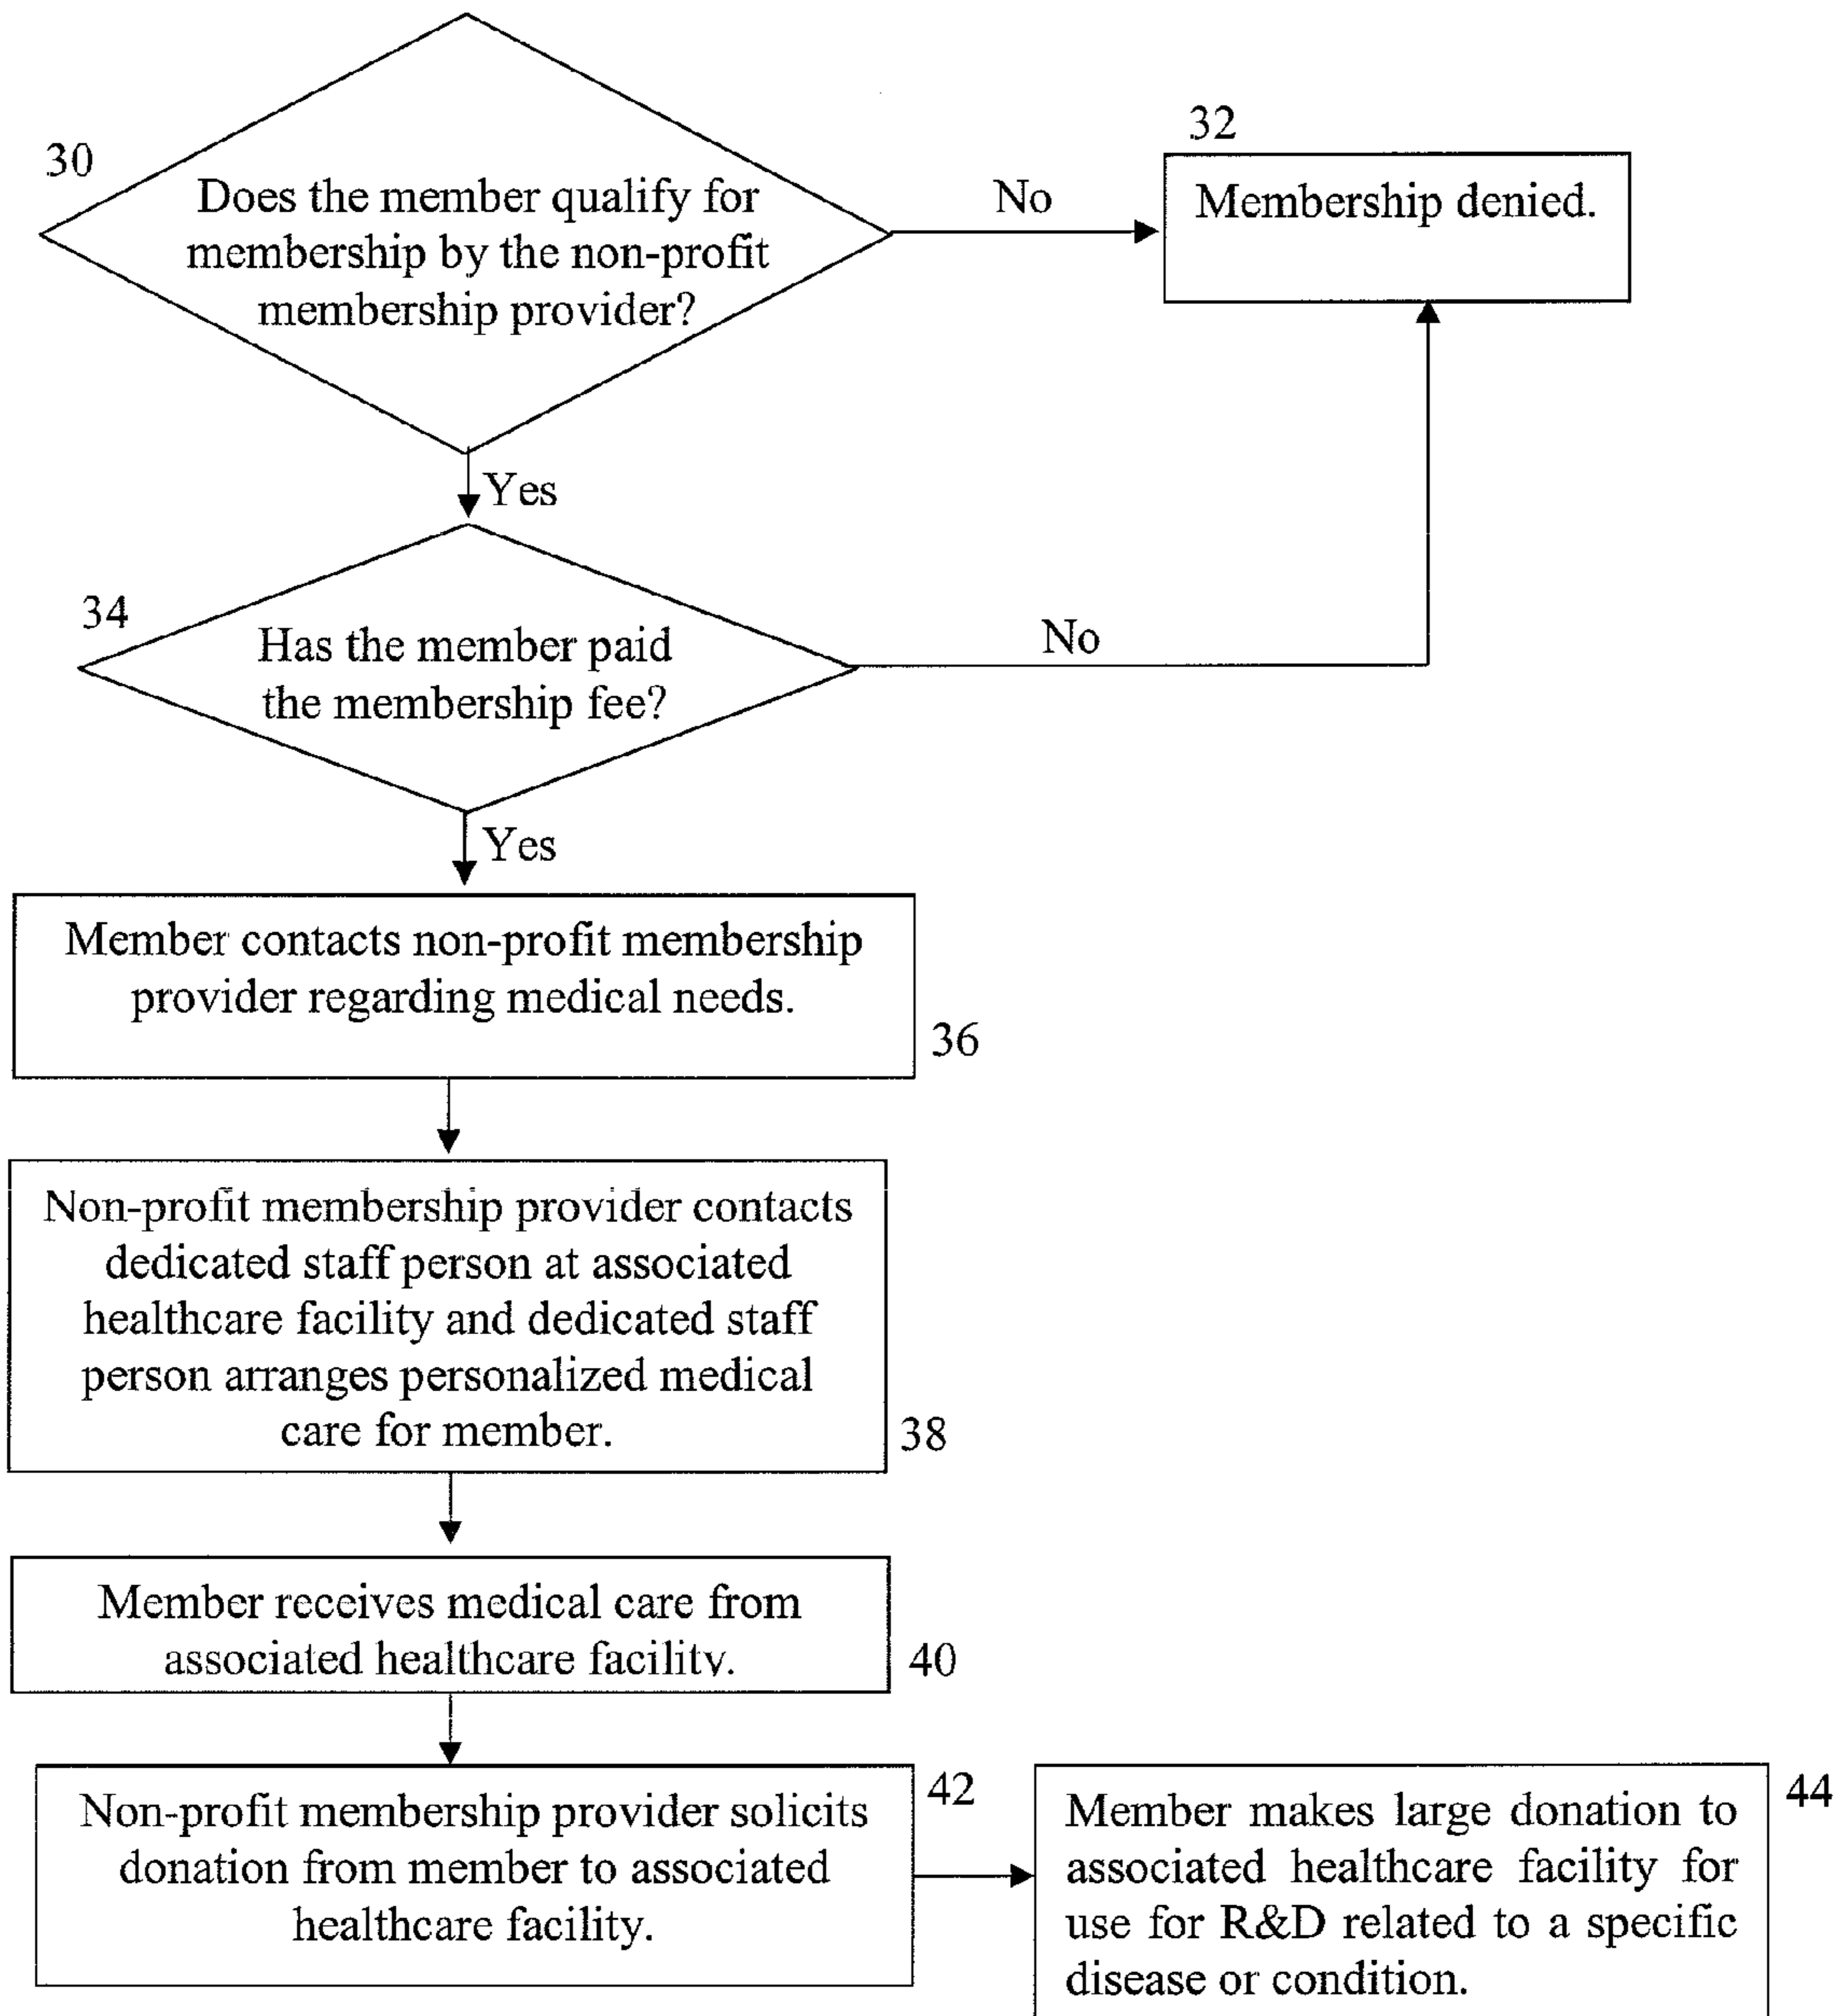 30
Does the member qualify for
membership by the non-profit
membership provider?
No
32
Membership denied.
Yes
34
Has the member paid
the membership fee?
No
Yes
Member contacts non-profit membership
provider regarding medical needs.
36
Non-profit membership provider contacts
dedicated staff person at associated
healthcare facility and dedicated staff
person arranges personalized medical
care for member.
38
Member receives medical care from
associated healthcare facility.
40
Non-profit membership provider solicits
donation from member to associated
healthcare facility.
42
Member makes large donation to
associated healthcare facility for
use for R&D related to a specific
disease or condition.
44